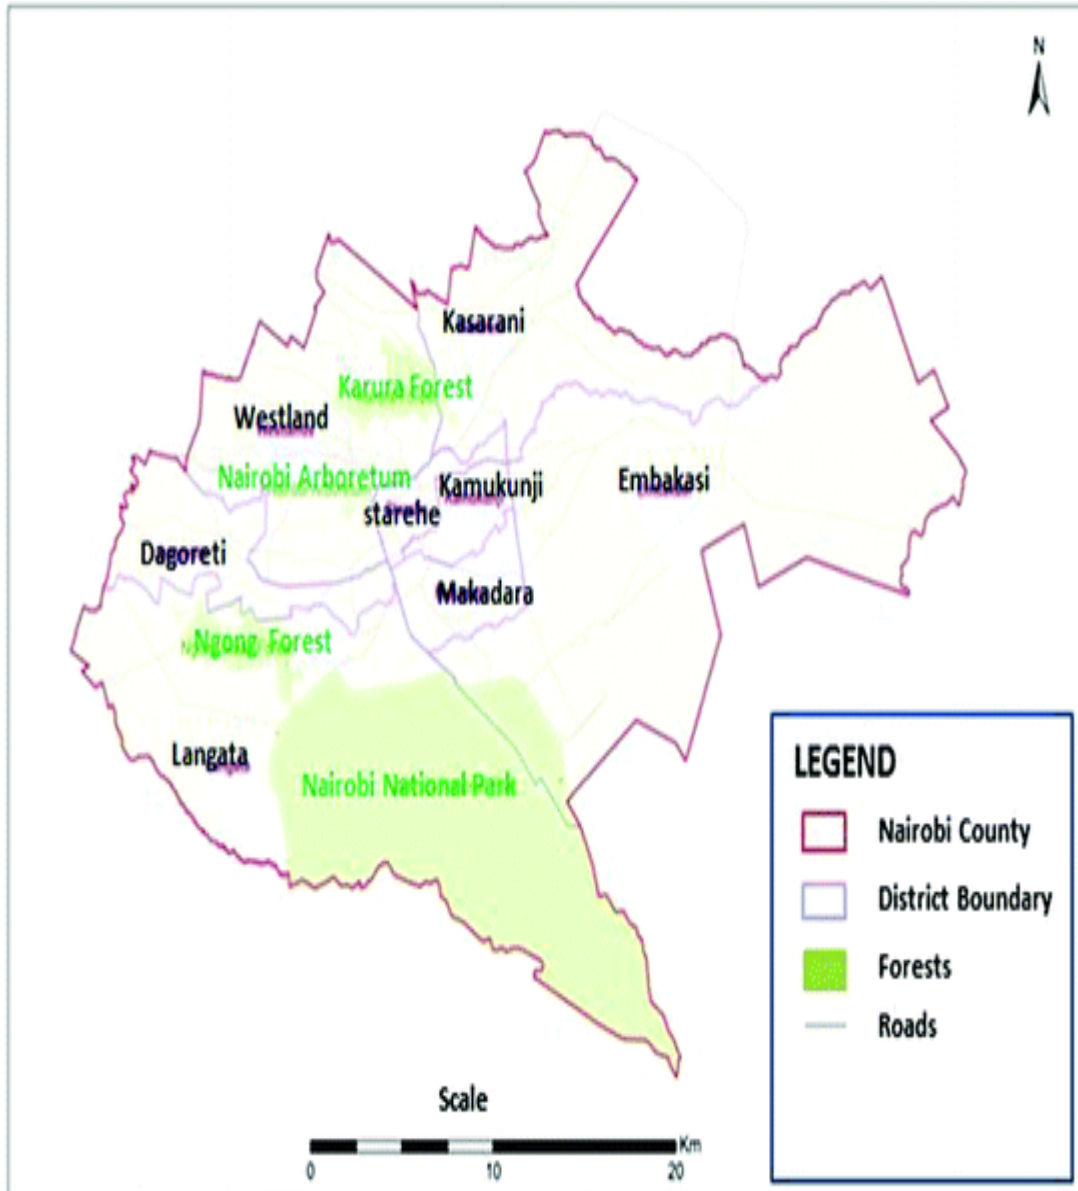 N
Kasarani
Karura Forest
Westland
Nairobi Arboretum
Kamukunji
Embakasi
starehe
Dagoreti
Makadara
Ngong Forest
Langata
Nairobi National Park
LEGEND
Nairobi County
District Boundary
Forests
Roads
Scale
Km
0 10 20